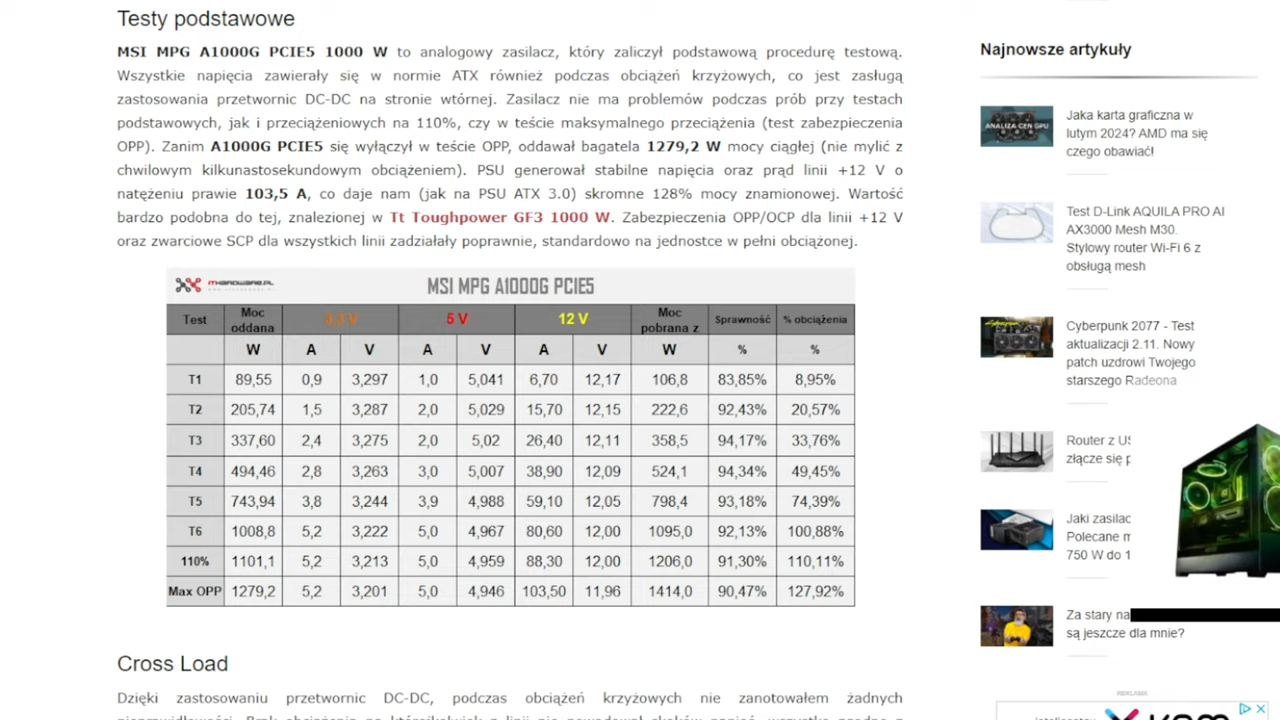 Testy podstawowe
MSI MPG A1000G PCIE5 1000 W to analogowy zasilacz, który zaliczył podstawową procedurę testową.
Wszystkie napięcia zawierały się w normie ATX również podczas obciążeń krzyżowych, co jest zasługą
zastosowania przetwornic DC-DC na stronie wtórnej. Zasilacz nie ma problemów podczas prób przy testach
podstawowych, jak i przeciążeniowych na 110%, czy w teście maksymalnego przeciążenia (test zabezpieczenia
OPP). Zanim A1000G PCIE5 się wyłączył w teście OPP, oddawał bagatela 1279,2 W mocy ciągłej (nie mylić z
chwilowym kilkunastosekundowym obciążeniem). PSU generował stabilne napięcia oraz prąd linii +12 V o
natężeniu prawie 103,5 A, co daje nam (jak na PSU ATX 3.0) skromne 128% mocy znamionowej. Wartość
bardzo podobna do tej, znalezionej w Tt Toughpower GF3 1000 W. Zabezpieczenia OPP/OCP dla linii +12 V
oraz zwarciowe SCP dla wszystkich linii zadziałały poprawnie, standardowo na jednostce w pełni obciążonej.
ITHARDWARE.PL MSI MPG A1000G PCIE5
Test Moc oddana 3,3 V 5 V 12 V Moc pobrana z Sprawność % obciążenia
W A V A V A V W % %
T1 89,55 0,9 3,297 1,0 5,041 6,70 12,17 106,8 83,85% 8,95%
T2 205,74 1,5 3,287 2,0 5,029 15,70 12,15 222,6 92,43% 20,57%
T3 337,60 2,4 3,275 2,0 5,02 26,40 12,11 358,5 94,17% 33,76%
T4 494,46 2,8 3,263 3,0 5,007 38,90 12,09 524,1 94,34% 49,45%
T5 743,94 3,8 3,244 3,9 4,988 59,10 12,05 798,4 93,18% 74,39%
T6 1008,8 5,2 3,222 5,0 4,967 80,60 12,00 1095,0 92,13% 100,88%
110% 1101,1 5,2 3,213 5,0 4,959 88,30 12,00 1206,0 91,30% 110,11%
Max OPP 1279,2 5,2 3,201 5,0 4,946 103,50 11,96 1414,0 90,47% 127,92%
Cross Load
Dzięki zastosowaniu przetwornic DC-DC, podczas obciążeń krzyżowych nie zanotowałem żadnych
Najnowsze artykuły
ANALIZA CEN GPU
Jaka karta graficzna w
lutym 2024? AMD ma się
czego obawiać!
Test D-Link AQUILA PRO AI
AX3000 Mesh M30.
Stylowy router Wi-Fi 6 z
obsługą mesh
Cyberpunk 2077 - Test
aktualizacji 2.11. Nowy
patch uzdrowi Twojego
starszego Radeona
Router z
złącze się
Jaki zasilac
Polecane
750 W do 1
Za stary na
są jeszcze dla mnie?
REKLAMA